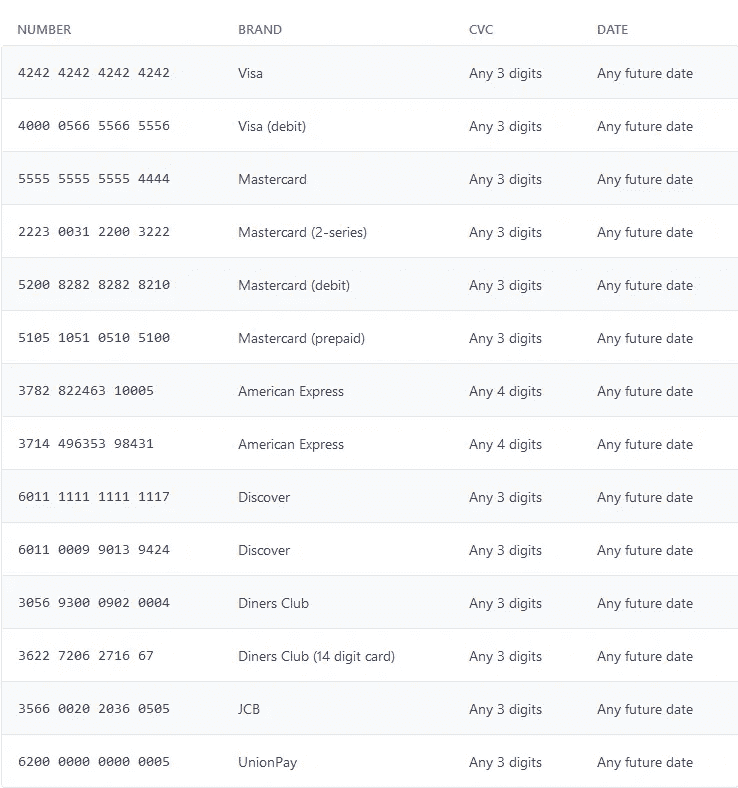 NUMBER BRAND CVC DATE
4242 4242 4242 4242 Visa Any 3 digits Any future date
4000 0566 5566 5556 Visa (debit) Any 3 digits Any future date
5555 5555 5555 4444 Mastercard Any 3 digits Any future date
2223 0031 2200 3222 Mastercard (2-series) Any 3 digits Any future date
5200 8282 8282 8210 Mastercard (debit) Any 3 digits Any future date
5105 1051 0510 5100 Mastercard (prepaid) Any 3 digits Any future date
3782 822463 10005 American Express Any 4 digits Any future date
3714 496353 98431 American Express Any 4 digits Any future date
6011 1111 1111 1117 Discover Any 3 digits Any future date
6011 0009 9013 9424 Discover Any 3 digits Any future date
3056 9300 0902 0004 Diners Club Any 3 digits Any future date
3622 7206 2716 67 Diners Club (14 digit card) Any 3 digits Any future date
3566 0020 2036 0505 JCB Any 3 digits Any future date
6200 0000 0000 0005 UnionPay Any 3 digits Any future date